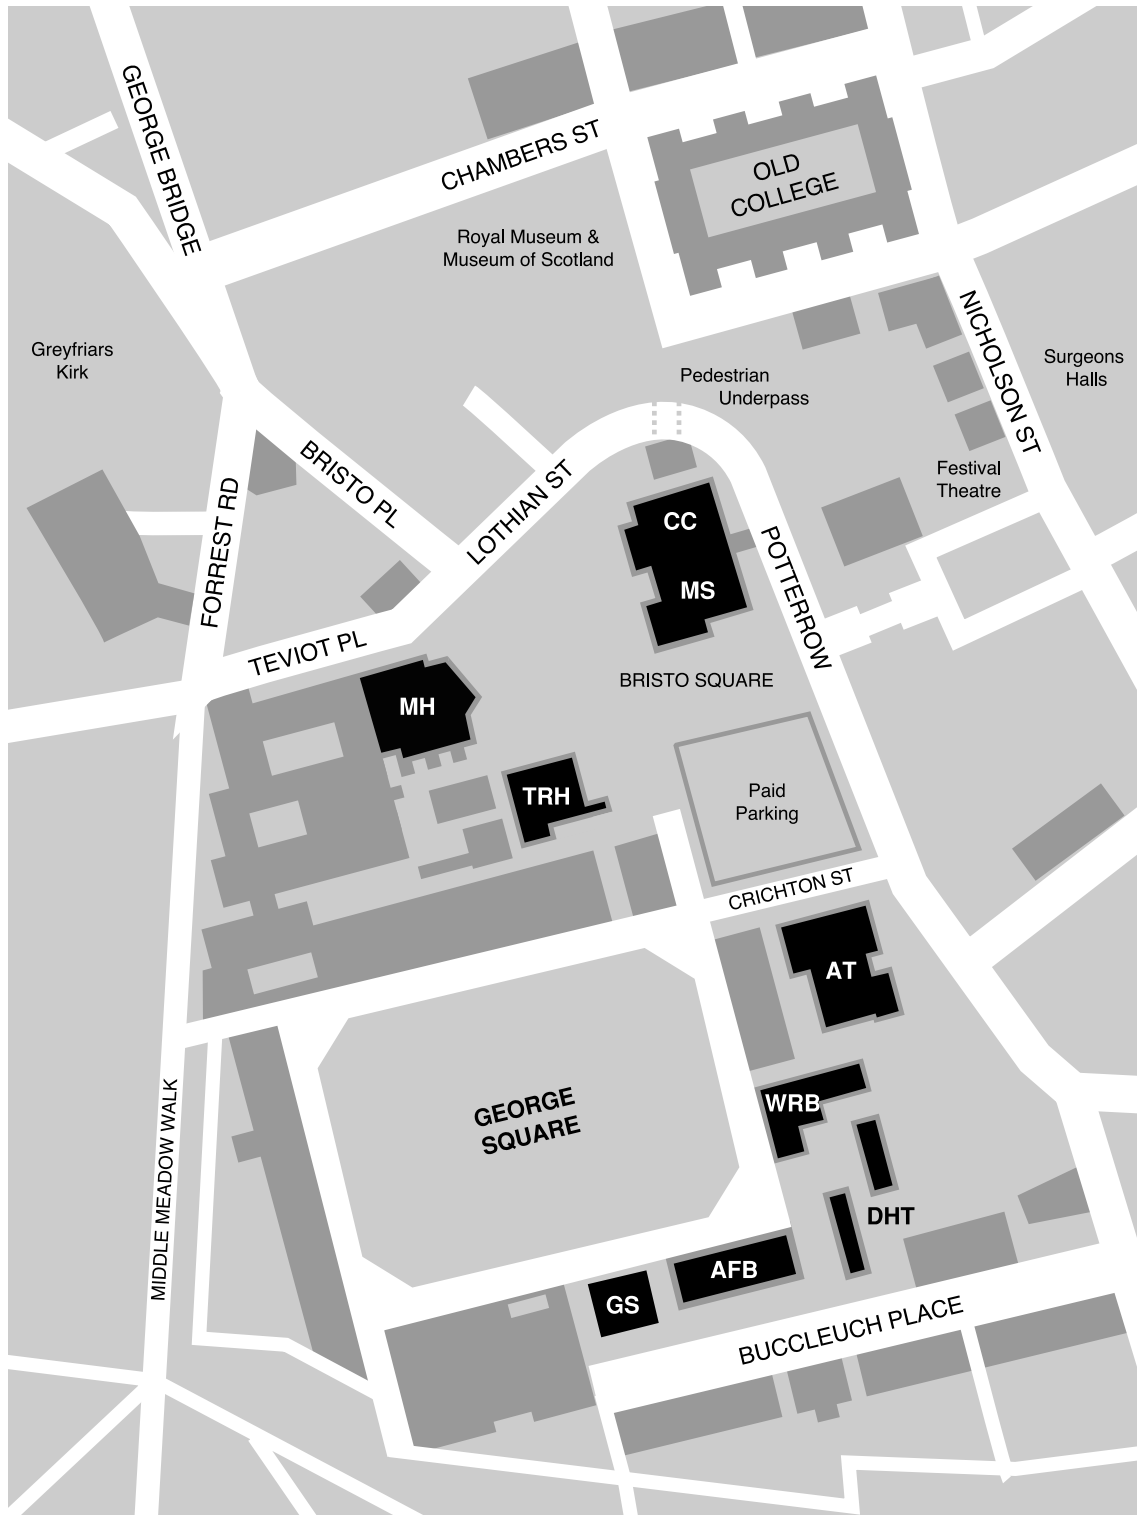 GEORGE BRIDGE
CHAMBERS ST
OLD
COLLEGE
Royal Museum &
Museum of Scotland
NICHOLSON ST
Greyfriars
Kirk
Surgeons
Halls
Pedestrian
Underpass
BRISTO PL
LOTHIAN ST
FORREST RD
Festival
Theatre
CC
MS
POTTERROW
TEVIOT PL
BRISTO SQUARE
MH
TRH
Paid
Parking
CRICHTON ST
AT
WRB
GEORGE
SQUARE
MIDDLE MEADOW WALK
DHT
AFB
GS
BUCCLEUCH PLACE